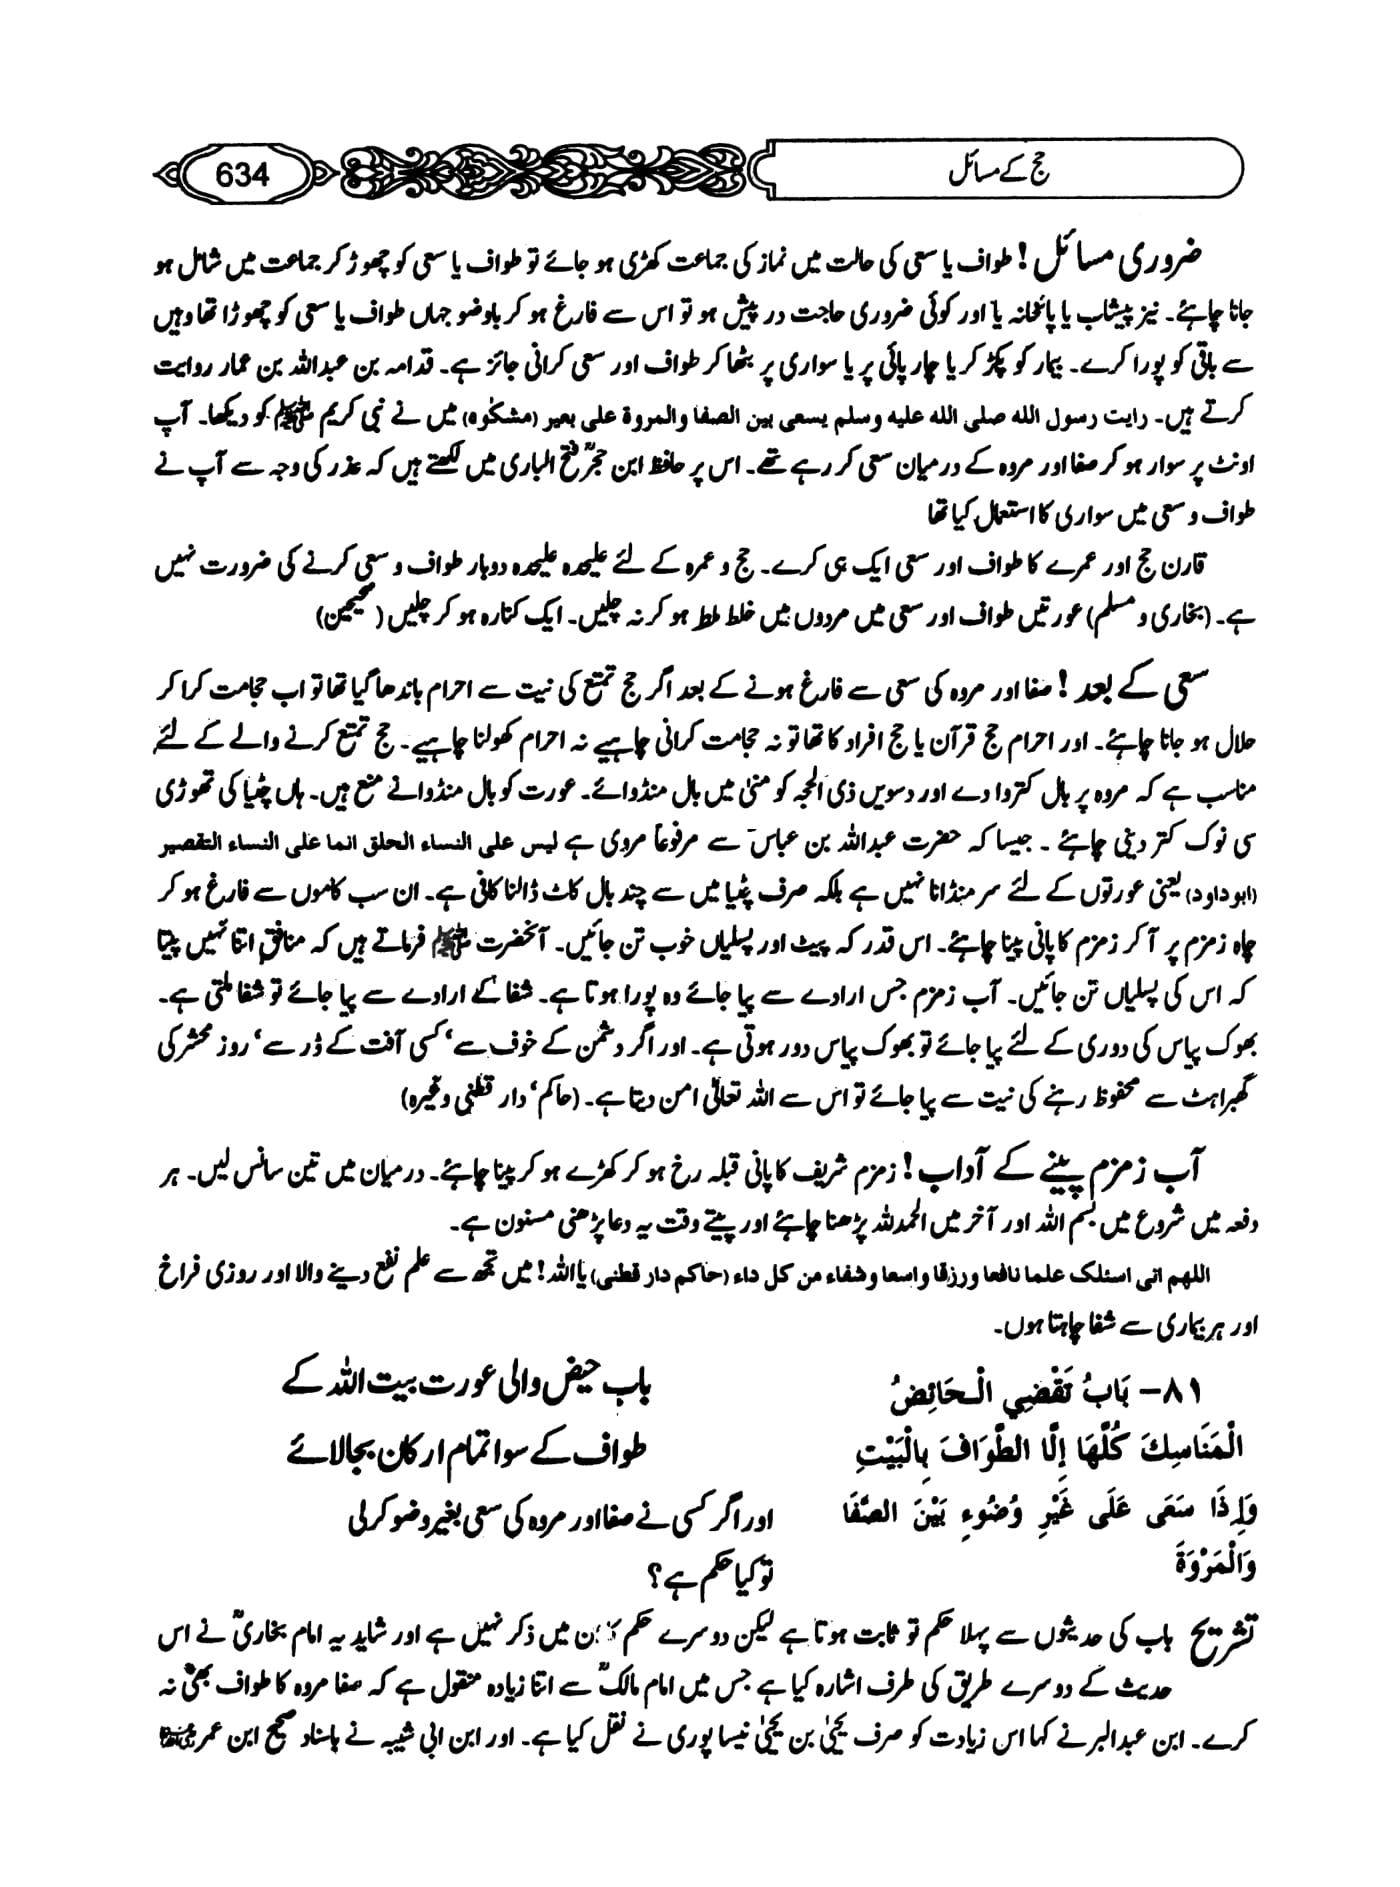 حج کے مسائل
634
ضروری مسائل! طواف یا سعی کی حالت میں نماز کی جماعت کھڑی ہو جائے تو طواف یا سعی کو چھوڑ کر جماعت میں شامل ہو
جانا چاہئے۔ نیز پیشاب یا پائخانہ یا اور کوئی ضروری حاجت در پیش ہو تو اس سے فارغ ہو کر باوضو جہاں طواف یا سعی کو چھوڑا تھا وہیں
سے باقی کو پورا کرے۔ بیمار کو پکڑ کر یا چارپائی پر یا سواری پر بٹھا کر طواف اور سعی کرانی جائز ہے۔ قدامہ بن عبداللہ بن عمار روایت
کرتے ہیں۔ رایت رسول الله صلى الله عليه وسلم يسعى بين الصفا والمروة على بعير (مشکوہ) میں نے نبی کریم ﷺ کو دیکھا۔ آپ
اونٹ پر سوار ہو کر صفا اور مروہ کے درمیان سعی کر رہے تھے۔ اس پر حافظ ابن حجرؒ فتح الباری میں لکھتے ہیں کہ عذر کی وجہ سے آپ نے
طواف و سعی میں سواری کا استعمال کیا تھا
قارن حج اور عمرے کا طواف اور سعی ایک ہی کرے۔ حج و عمرہ کے لئے علیحدہ علیحدہ دوبار طواف و سعی کرنے کی ضرورت نہیں
ہے۔ (بخاری و مسلم) عورتیں طواف اور سعی میں مردوں میں خلط ملط ہو کر نہ چلیں۔ ایک کنارہ ہو کر چلیں (صحیحین)
سعی کے بعد! صفا اور مروہ کی سعی سے فارغ ہونے کے بعد اگر حج تمتع کی نیت سے احرام باندھا گیا تھا تو اب حجامت کرا کر
حلال ہو جانا چاہئے۔ اور احرام حج قرآن یا حج افراد کا تھا تو نہ حجامت کرانی چاہیے نہ احرام کھولنا چاہیے۔ حج تمتع کرنے والے کے لئے
مناسب ہے کہ مروہ پر بال کتروا دے اور دسویں ذی الحجہ کو منیٰ میں بال منڈوائے۔ عورت کو بال منڈوانے منع ہیں۔ ہاں چٹیا کی تھوڑی
سی نوک کتر دینی چاہئے ۔ جیسا کہ حضرت عبداللہ بن عباس سے مرفوعاً مروی ہے ليس على النساء الحلق انما على النساء التقصير
(ابوداود) یعنی عورتوں کے لئے سر منڈانا نہیں ہے بلکہ صرف پٹیا میں سے چند بال کاٹ ڈالنا کافی ہے۔ ان سب کاموں سے فارغ ہو کر
چاہ زمزم پر آ کر زمزم کا پانی پینا چاہئے۔ اس قدر کہ پیٹ اور پسلیاں خوب تن جائیں۔ آنحضرت ﷺ فرماتے ہیں کہ منافق اتنا نہیں پیتا
کہ اس کی پسلیاں تن جائیں۔ آب زمزم جس ارادے سے پیا جائے وہ پورا ہوتا ہے۔ شفا کے ارادے سے پیا جائے تو شفا ملتی ہے۔
بھوک پیاس کی دوری کے لئے پیا جائے تو بھوک پیاس دور ہوتی ہے۔ اور اگر دشمن کے خوف سے‘ کسی آفت کے ڈر سے‘ روز محشر کی
گھبراہٹ سے محفوظ رہنے کی نیت سے پیا جائے تو اس سے اللہ تعالیٰ امن دیتا ہے۔ (حاکم‘ دار قطنی وغیرہ)
آب زمزم پینے کے آداب! زمزم شریف کا پانی قبلہ رخ ہو کر کھڑے ہو کر پینا چاہئے۔ درمیان میں تین سانس لیں۔ ہر
دفعہ میں شروع میں بسم اللہ اور آخر میں الحمدللہ پڑھنا چاہئے اور پیتے وقت یہ دعا پڑھنی مسنون ہے۔
اللهم انى اسئلک علما نافعا ورزقا واسعا وشفاء من کل داء (حاکم دار قطنی) یااللہ! میں تجھ سے علم نفع دینے والا اور روزی فراخ
اور ہر بیماری سے شفا چاہتا ہوں۔
٨١- بَابُ تَقْضِي الْحَائِضُ
الْمَنَاسِكَ كُلَّهَا إِلَّا الطَّوَافَ بِالْبَيْتِ
وَإِذَا سَعَى عَلَى غَيْرِ وُضُوءٍ بَيْنَ الصَّفَا
وَالْمَرْوَةَ
باب حیض والی عورت بیت اللہ کے
طواف کے سوا تمام ارکان بجا لائے
اور اگر کسی نے صفا اور مروہ کی سعی بغیر وضو کرلی
تو کیا حکم ہے؟
تشریح باب کی حدیثوں سے پہلا حکم تو ثابت ہوتا ہے لیکن دوسرے حکم کا ان میں ذکر نہیں ہے اور شاید یہ امام بخاریؒ نے اس
حدیث کے دوسرے طریق کی طرف اشارہ کیا ہے جس میں امام مالکؒ سے اتنا زیادہ منقول ہے کہ صفا مروہ کا طواف بھی نہ
کرے۔ ابن عبدالبر نے کہا اس زیادت کو صرف یحییٰ بن یحییٰ نیساپوری نے نقل کیا ہے۔ اور ابن ابی شیبہ نے باسناد صحیح ابن عمر